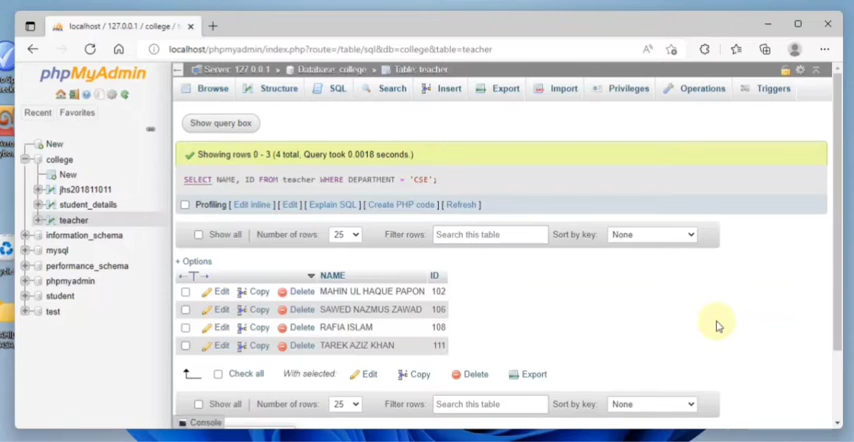 localhost / 127.0.0.1 / college / t
localhost/phpmyadmin/index.php?route=/table/sql&db=college&table=teacher
phpMyAdmin
Recent Favorites
New
college
New
jhs201811011
student_details
teacher
information_schema
mysql
performance_schema
phpmyadmin
student
test
Server: 127.0.0.1 » Database: college » Table: teacher
Browse Structure SQL Search Insert Export Import Privileges Operations Triggers
Show query box
Showing rows 0 - 3 (4 total, Query took 0.0018 seconds.)
SELECT NAME, ID FROM teacher WHERE DEPARTMENT = 'CSE';
Profiling [ Edit inline ] [ Edit ] [ Explain SQL ] [ Create PHP code ] [ Refresh ]
Show all Number of rows: 25 Filter rows: Search this table Sort by key: None
+ Options
NAME ID
Edit Copy Delete MAHIN UL HAQUE PAPON 102
Edit Copy Delete SAWED NAZMUS ZAWAD 106
Edit Copy Delete RAFIA ISLAM 108
Edit Copy Delete TAREK AZIZ KHAN 111
Check all With selected: Edit Copy Delete Export
Show all Number of rows: 25 Filter rows: Search this table Sort by key: None
Console